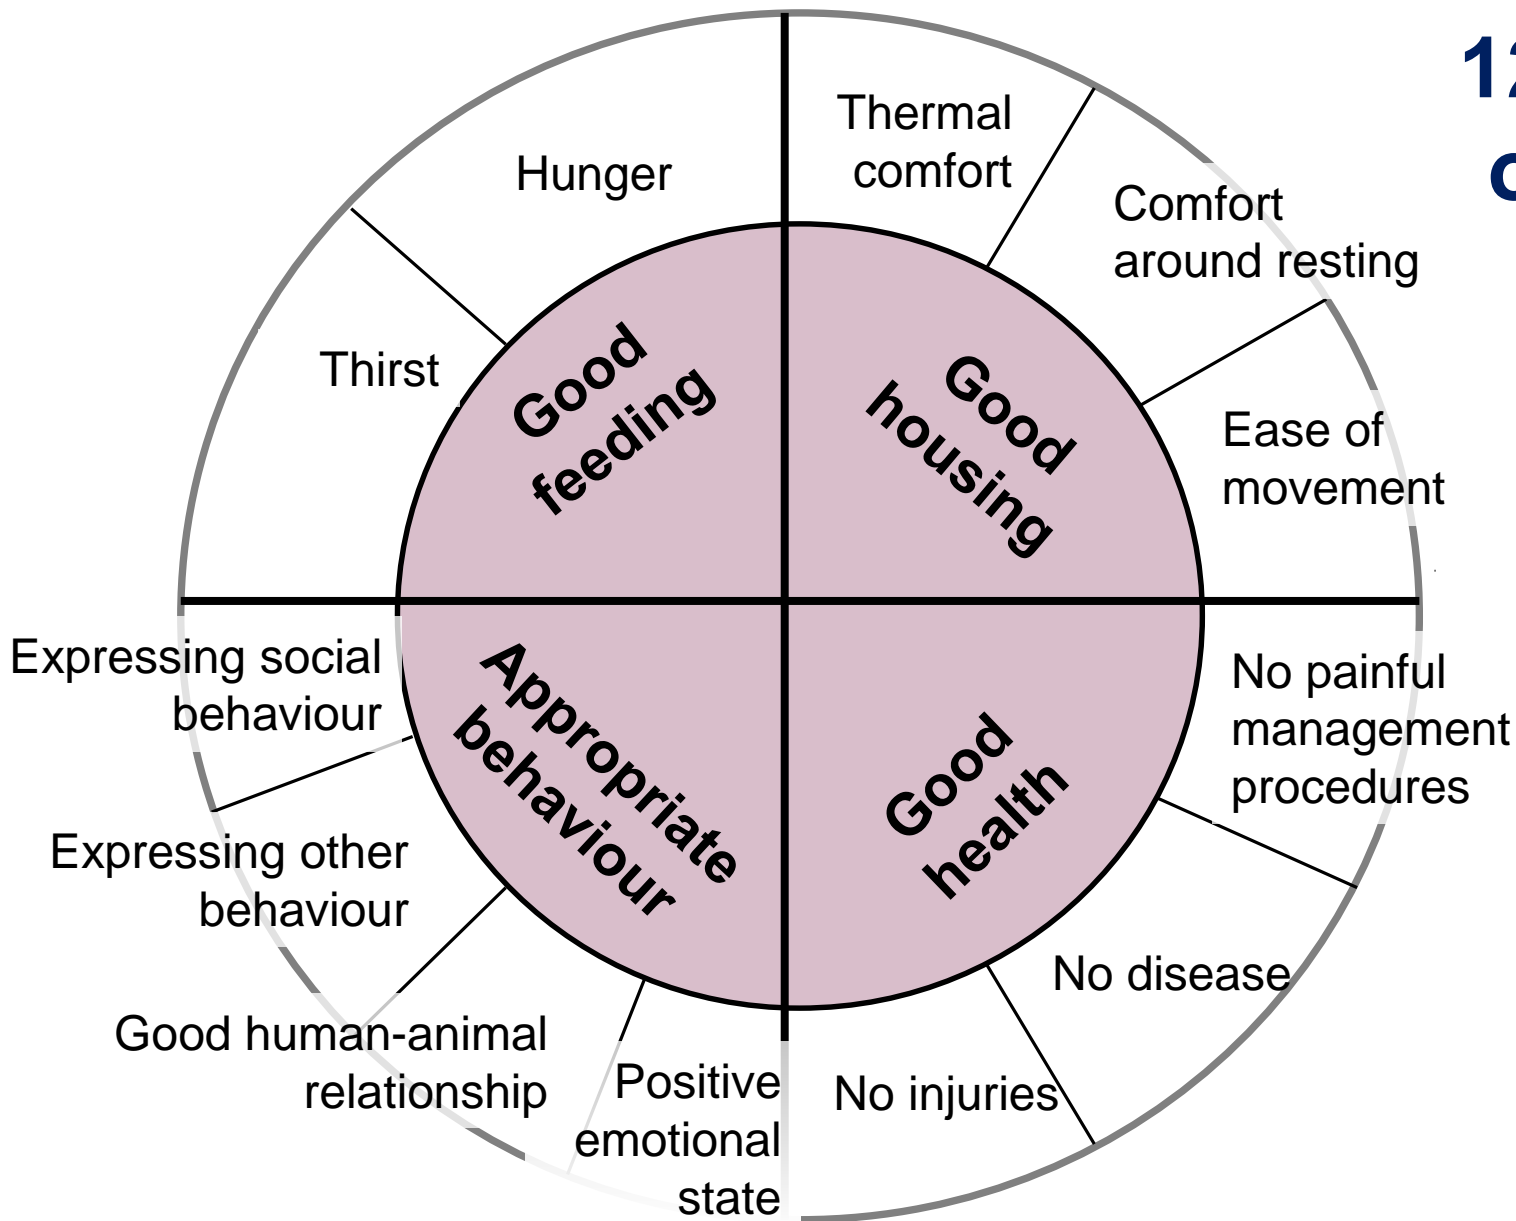 12
Hunger
Thermal
comfort
Comfort
around resting
Thirst
Good
feeding
Good
housing
Ease of
movement
Expressing social
behaviour
Appropriate
behaviour
Good
health
No painful
management
procedures
Expressing other
behaviour
No disease
Good human-animal
relationship
Positive
emotional
state
No injuries